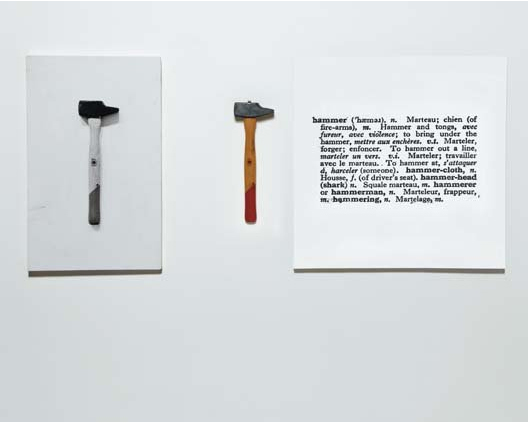 hammer ('hæmər), n. Marteau; chien (of
fire-arms), m. Hammer and tongs, avec
fureur, avec violence; to bring under the
hammer, mettre aux enchères. v.t. Marteler,
forger; enfoncer. To hammer out a line,
marteler un vers. v.i. Marteler; travailler
avec le marteau. To hammer at, s'attaquer
à, harceler (someone). hammer-cloth, n.
Housse, f. (of driver's seat). hammer-head
(shark) n. Squale marteau, m. hammerer
or hammerman, n. Marteleur, frappeur,
m. hammering, n. Martelage, m.